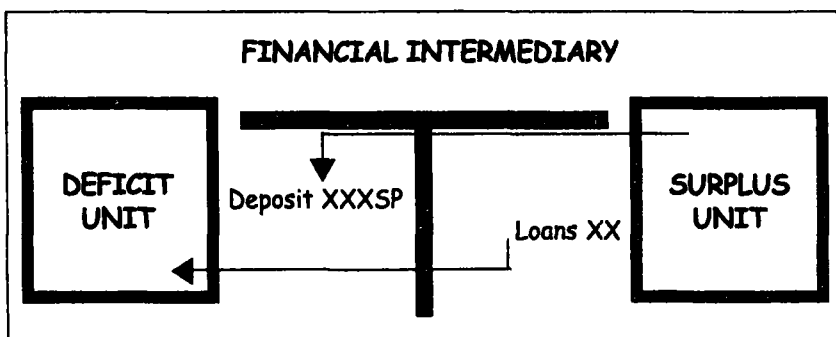 FINANCIAL INTERMEDIARY
DEFICIT
UNIT
Deposit XXXSP
Loans XX
SURPLUS
UNIT